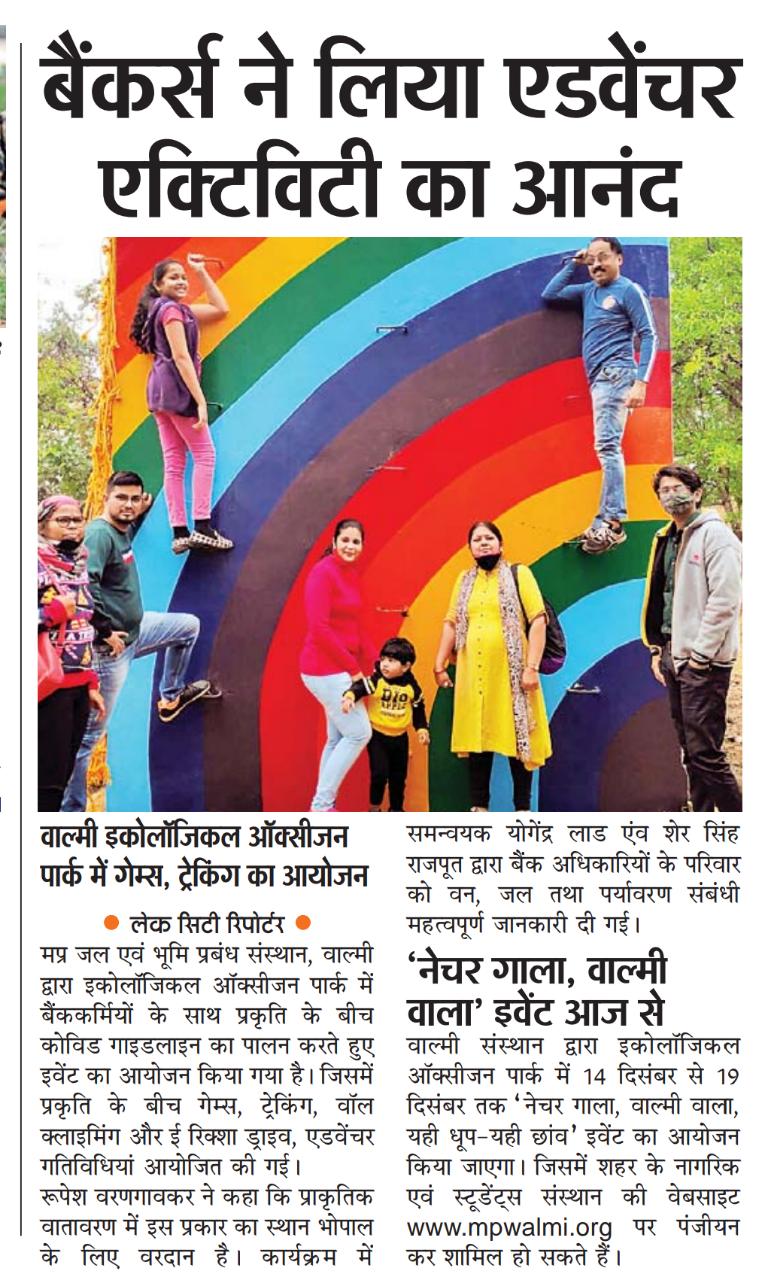 बैंकर्स ने लिया एडवेंचर
एक्टिविटी का आनंद
वाल्मी इकोलॉजिकल ऑक्सीजन
पार्क में गेम्स, ट्रेकिंग का आयोजन
● लेक सिटी रिपोर्टर ●
मप्र जल एवं भूमि प्रबंध संस्थान, वाल्मी
द्वारा इकोलॉजिकल ऑक्सीजन पार्क में
बैंककर्मियों के साथ प्रकृति के बीच
कोविड गाइडलाइन का पालन करते हुए
इवेंट का आयोजन किया गया है। जिसमें
प्रकृति के बीच गेम्स, ट्रेकिंग, वॉल
क्लाइमिंग और ई रिक्शा ड्राइव, एडवेंचर
गतिविधियां आयोजित की गई।
रूपेश वरणगावकर ने कहा कि प्राकृतिक
वातावरण में इस प्रकार का स्थान भोपाल
के लिए वरदान है। कार्यक्रम में
समन्वयक योगेंद्र लाड एंव शेर सिंह
राजपूत द्वारा बैंक अधिकारियों के परिवार
को वन, जल तथा पर्यावरण संबंधी
महत्वपूर्ण जानकारी दी गई।
‘नेचर गाला, वाल्मी
वाला’ इवेंट आज से
वाल्मी संस्थान द्वारा इकोलॉजिकल
ऑक्सीजन पार्क में 14 दिसंबर से 19
दिसंबर तक ‘नेचर गाला, वाल्मी वाला,
यही धूप-यही छांव’ इवेंट का आयोजन
किया जाएगा। जिसमें शहर के नागरिक
एवं स्टूडेंट्स संस्थान की वेबसाइट
www.mpwalmi.org पर पंजीयन
कर शामिल हो सकते हैं।